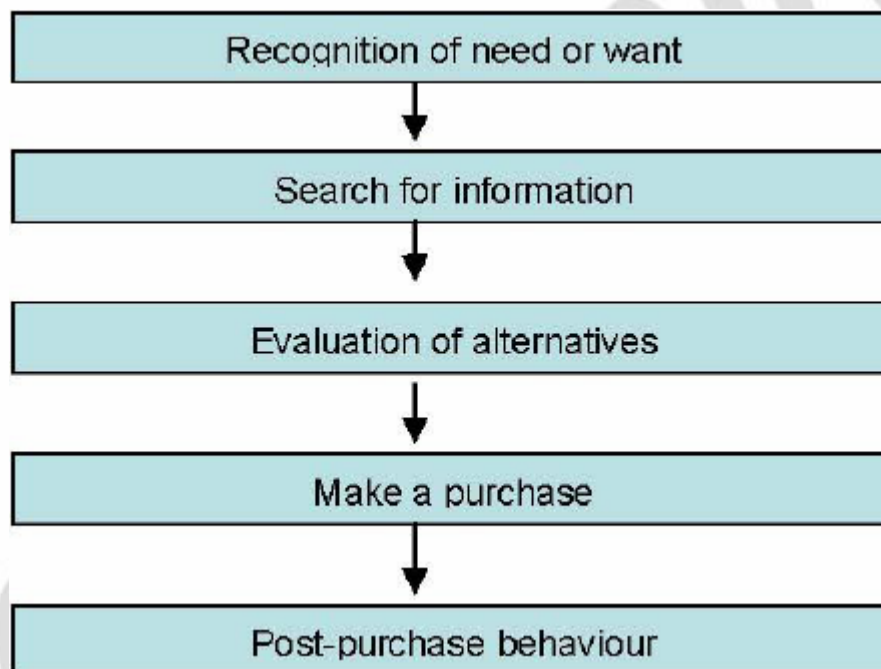 Recognition of need or want
Search for information
Evaluation of alternatives
Make a purchase
Post-purchase behaviour